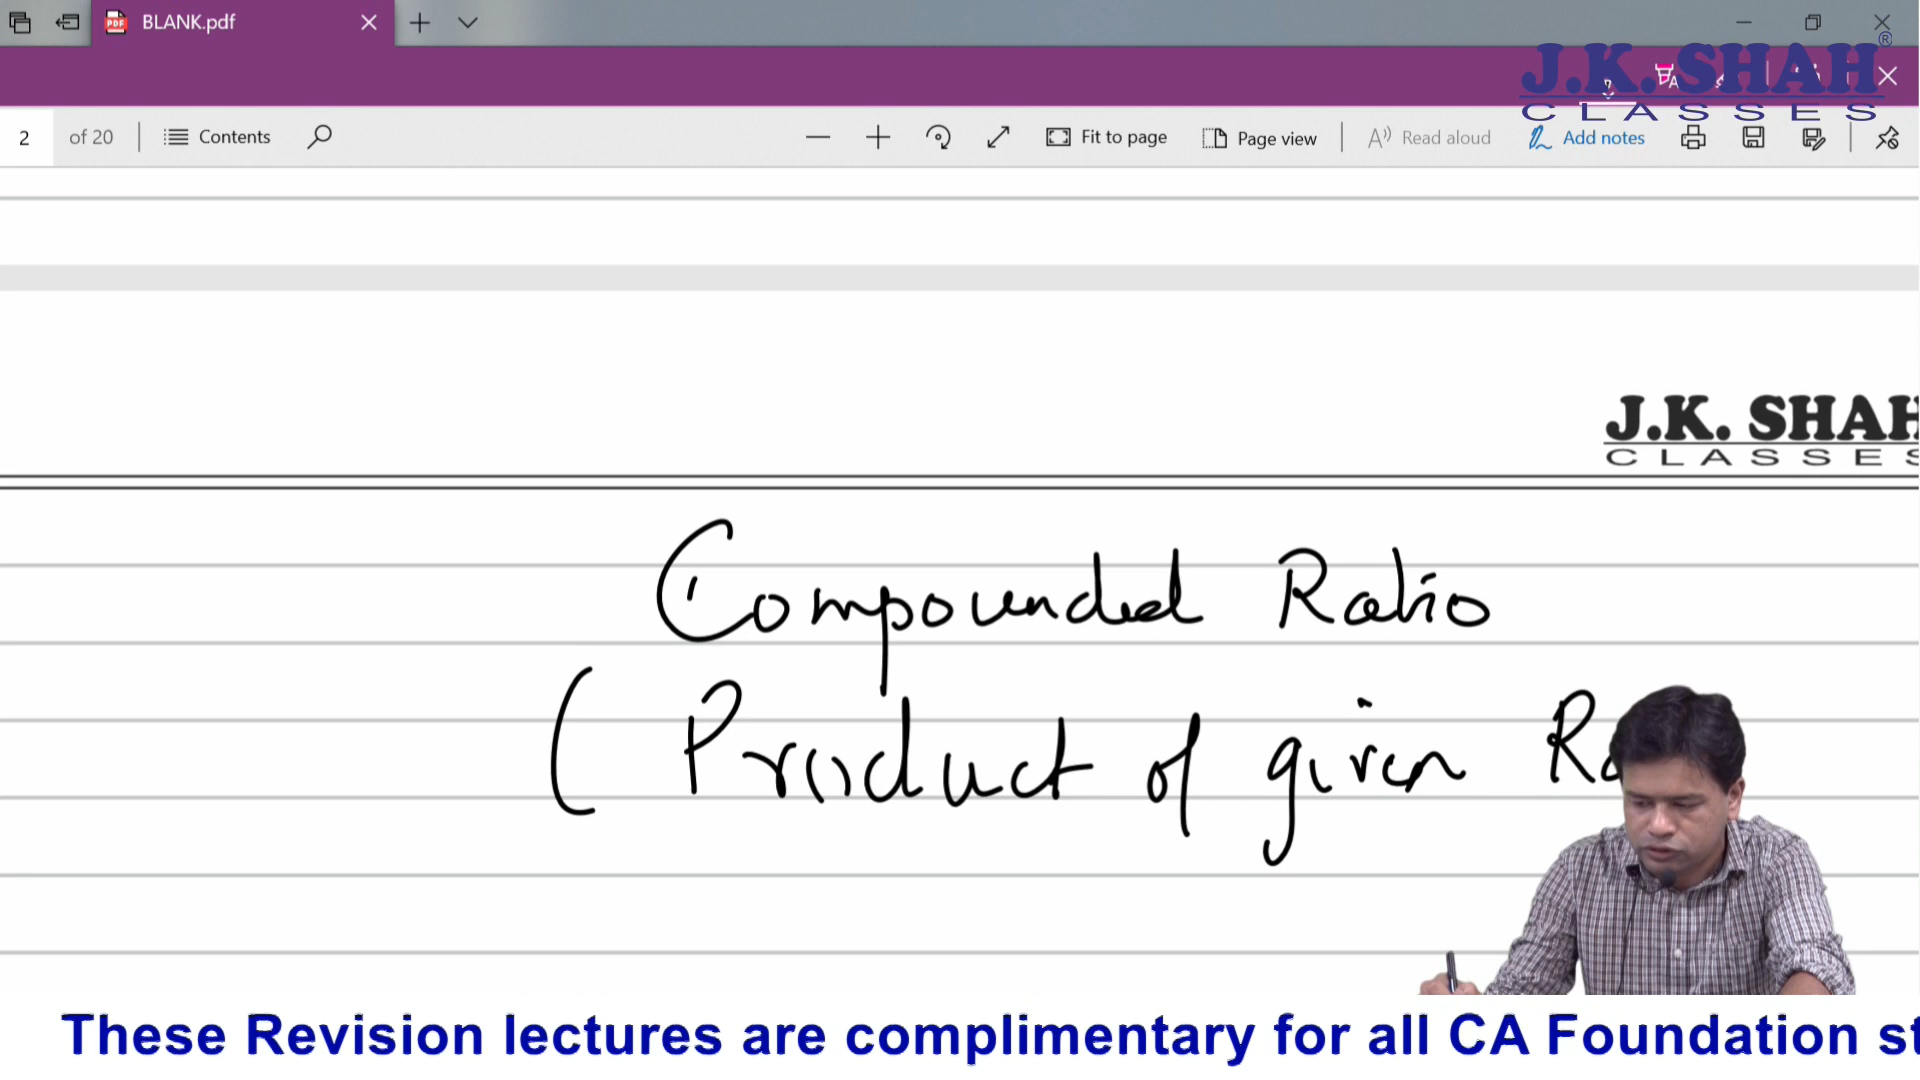 BLANK.pdf
J.K. SHAH®
CLASSES
2 of 20 Contents Fit to page Page view Read aloud Add notes
J.K. SHAH
CLASSES
Compounded Ratio
( Product of given
These Revision lectures are complimentary for all CA Foundation